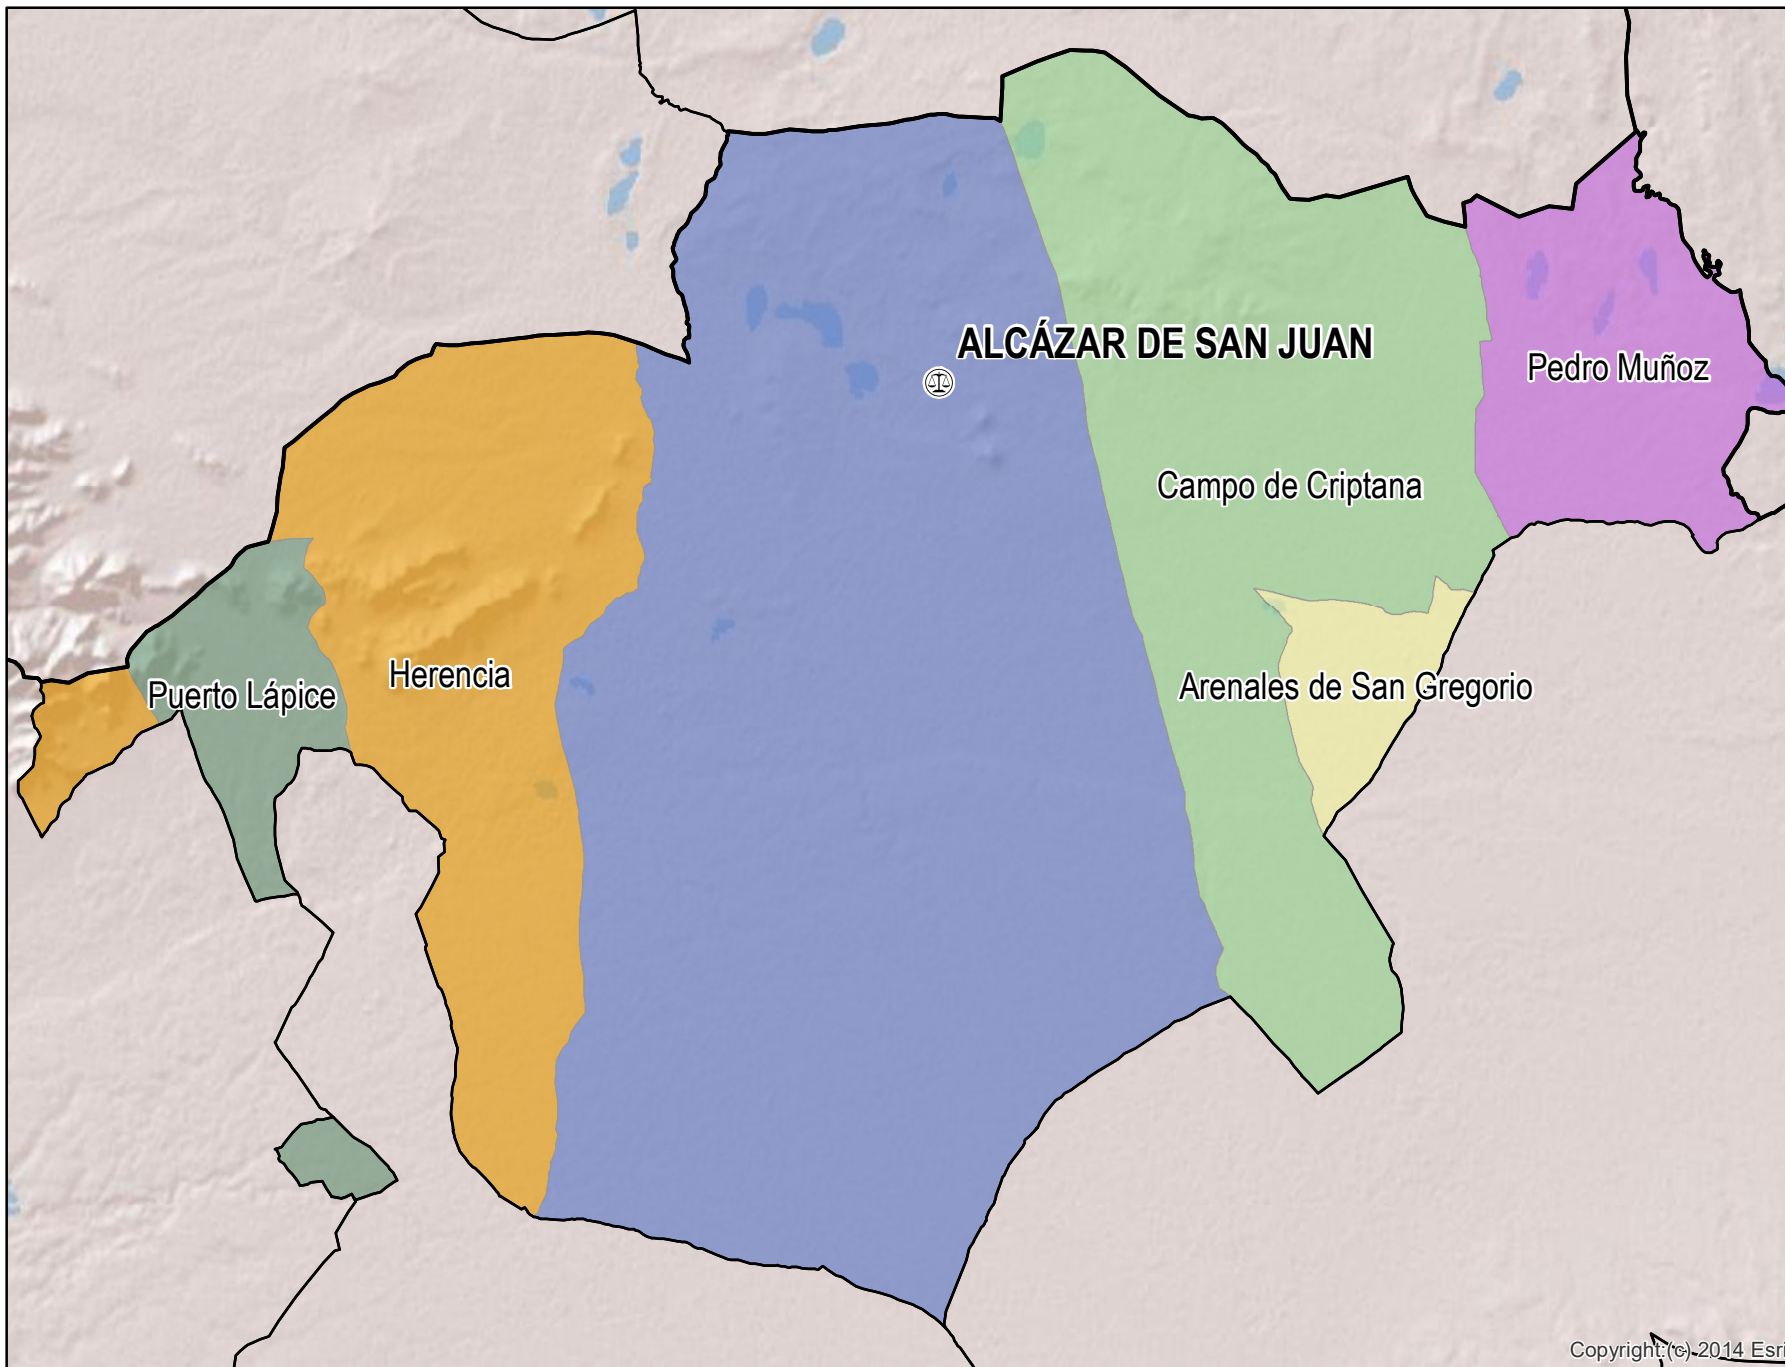 ALCÁZAR DE SAN JUAN
Pedro Muñoz
Campo de Criptana
Herencia
Arenales de San Gregorio
Puerto Lápice
Copyright:(c) 2014 Esri